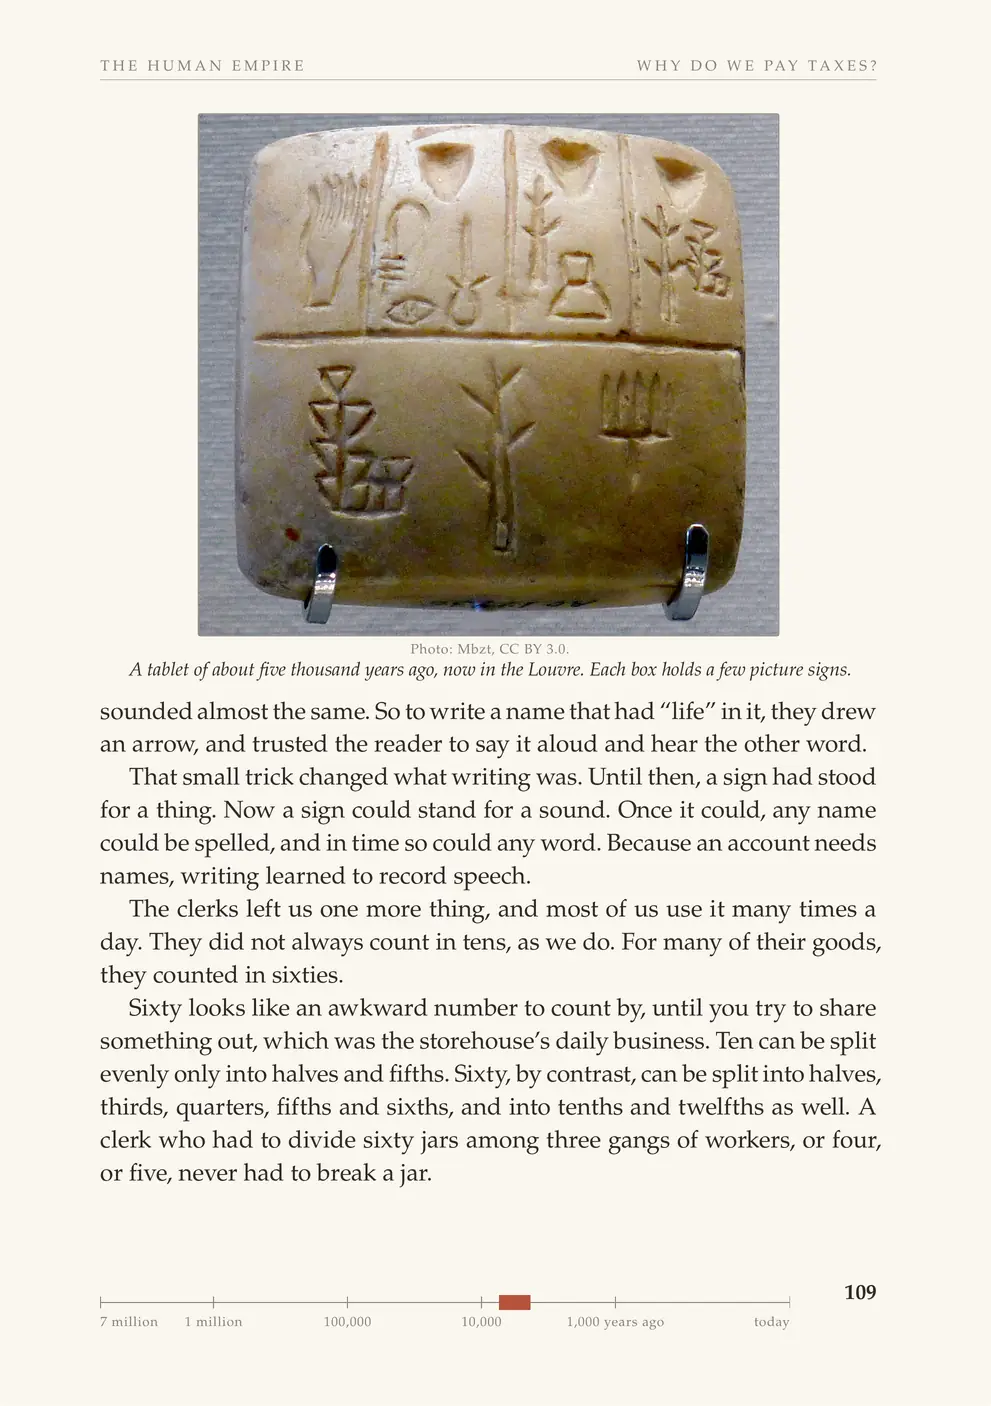 THE HUMAN EMPIRE
WHY DO WE PAY TAXES?
Photo: Mbzt, CC BY 3.0.
A tablet of about five thousand years ago, now in the Louvre. Each box holds a few picture signs.
sounded almost the same. So to write a name that had “life” in it, they drew
an arrow, and trusted the reader to say it aloud and hear the other word.
That small trick changed what writing was. Until then, a sign had stood
for a thing. Now a sign could stand for a sound. Once it could, any name
could be spelled, and in time so could any word. Because an account needs
names, writing learned to record speech.
The clerks left us one more thing, and most of us use it many times a
day. They did not always count in tens, as we do. For many of their goods,
they counted in sixties.
Sixty looks like an awkward number to count by, until you try to share
something out, which was the storehouse’s daily business. Ten can be split
evenly only into halves and fifths. Sixty, by contrast, can be split into halves,
thirds, quarters, fifths and sixths, and into tenths and twelfths as well. A
clerk who had to divide sixty jars among three gangs of workers, or four,
or five, never had to break a jar.
109
7 million 1 million 100,000 10,000 1,000 years ago today